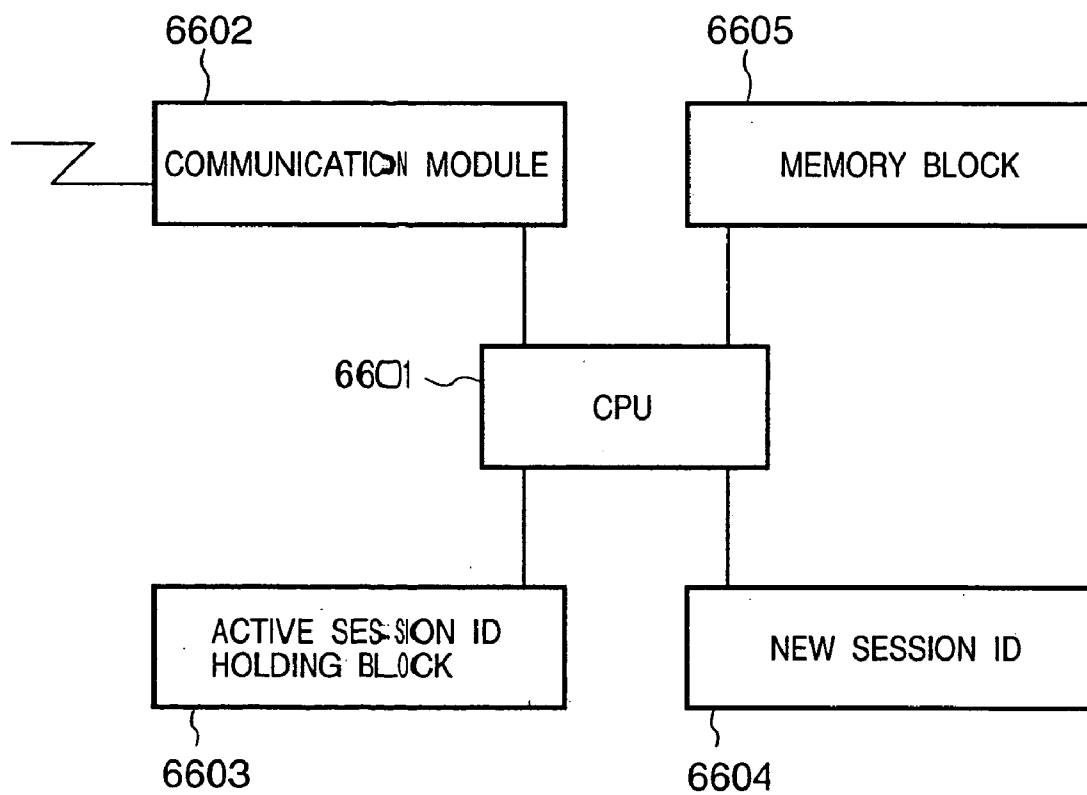 6602
6605
COMMUNICATION MODULE
MEMORY BLOCK
6601
CPU
ACTIVE SESSION ID
HOLDING BLOCK
NEW SESSION ID
6603
6604